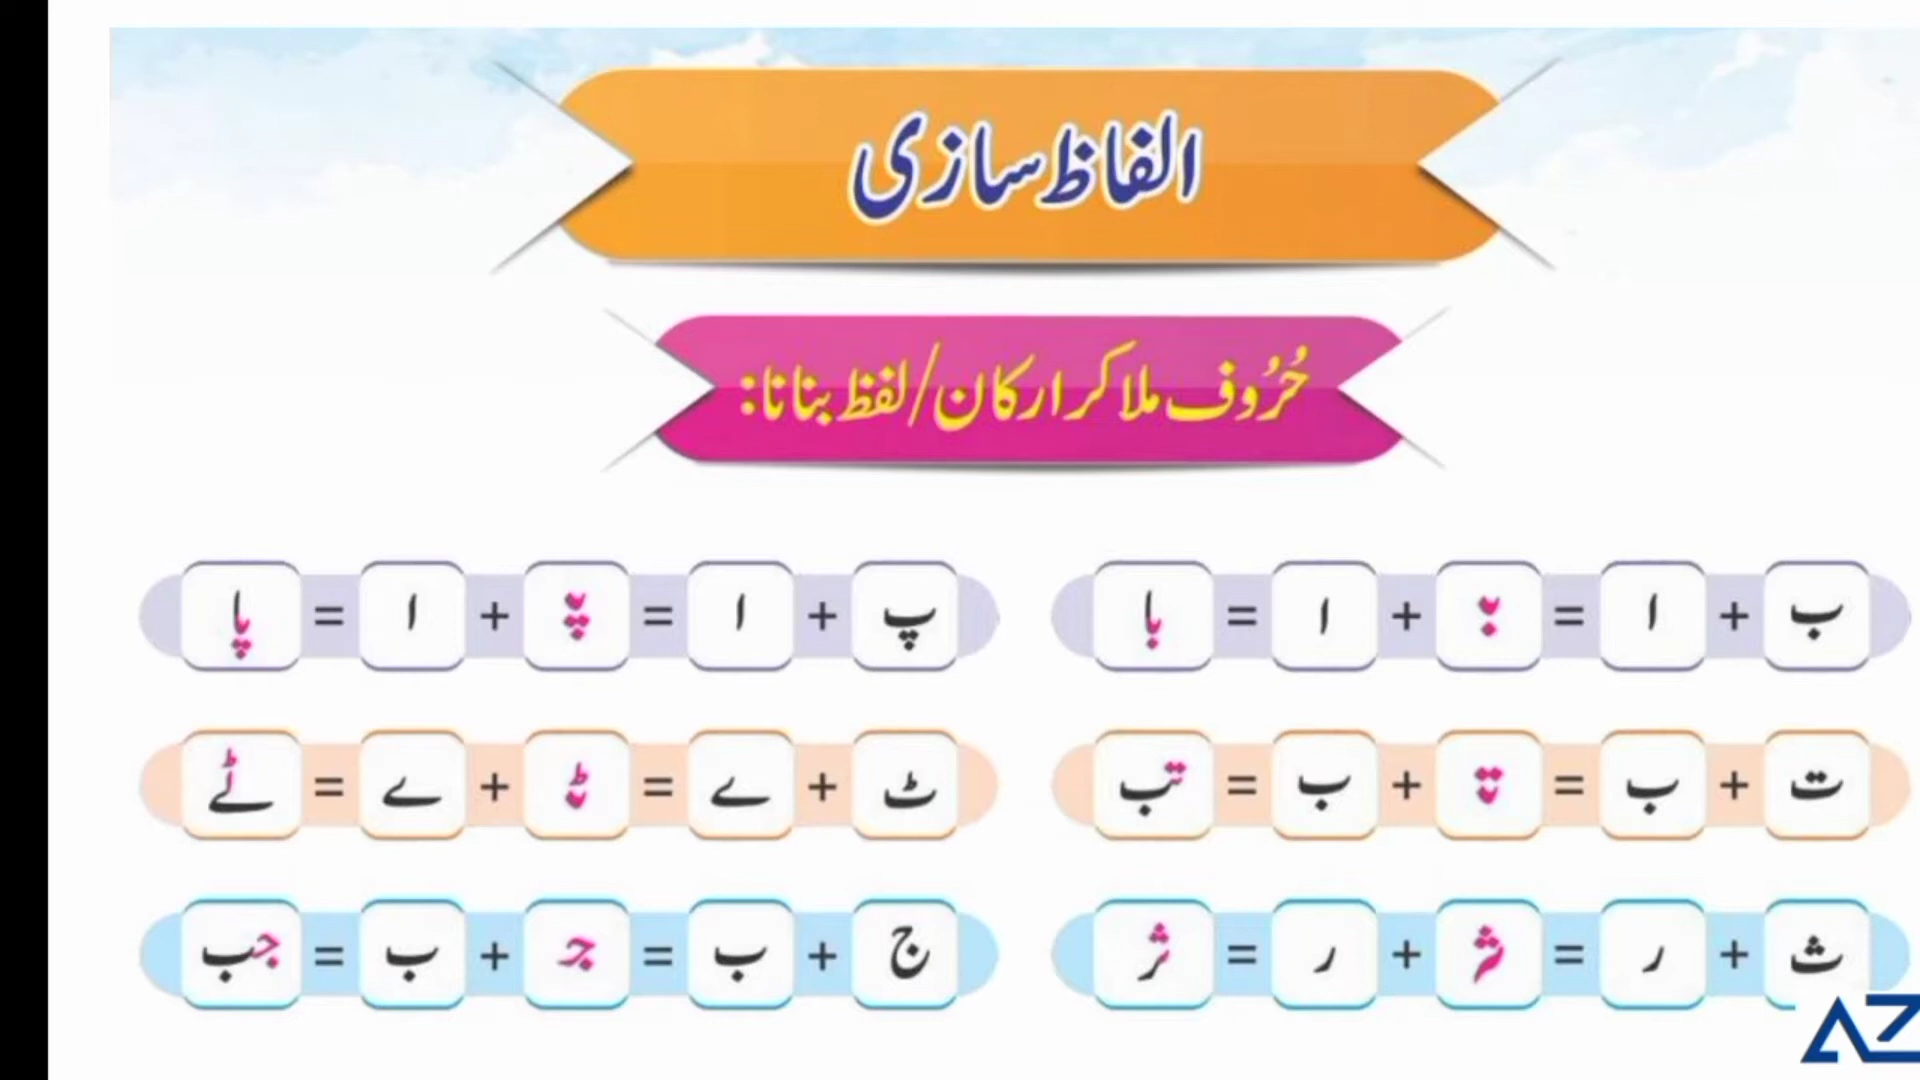 الفاظ سازی
حُرُوف ملا کر ارکان/لفظ بنانا:
ب + ا = بـ + ا = با
پ + ا = پـ + ا = پا
ت + ب = تـ + ب = تب
ٹ + ے = ٹـ + ے = ٹے
ث + ر = ثـ + ر = ثر
ج + ب = جـ + ب = جب
AZ